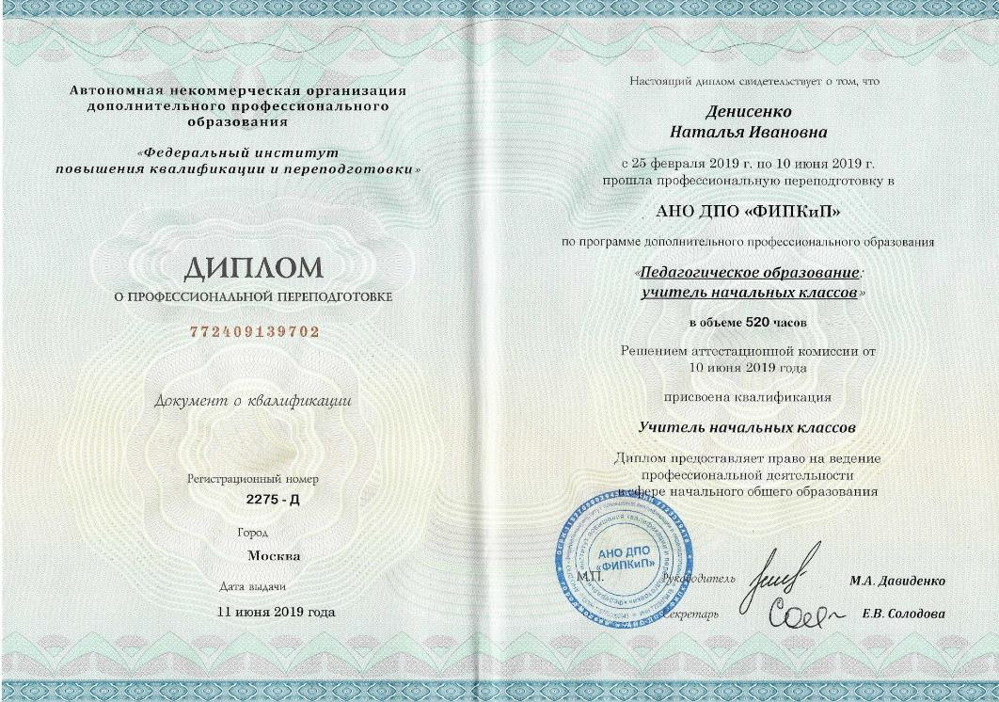 Автономная некоммерческая организация
дополнительного профессионального
образования
«Федеральный институт
повышения квалификации и переподготовки»
ДИПЛОМ
О ПРОФЕССИОНАЛЬНОЙ ПЕРЕПОДГОТОВКЕ
772409139702
Документ о квалификации
Регистрационный номер
2275 - Д
Город
Москва
Дата выдачи
11 июня 2019 года
Настоящий диплом свидетельствует о том, что
Денисенко
Наталья Ивановна
с 25 февраля 2019 г. по 10 июня 2019 г.
прошла профессиональную переподготовку в
АНО ДПО «ФИПКиП»
по программе дополнительного профессионального образования
«Педагогическое образование:
учитель начальных классов»
в объеме 520 часов
Решением аттестационной комиссии от
10 июня 2019 года
присвоена квалификация
Учитель начальных классов
Диплом предоставляет право на ведение
профессиональной деятельности
в сфере начального общего образования
АНО ДПО
«ФИПКиП»
М.П.
Руководитель
М.А. Давиденко
Секретарь
Е.В. Солодова